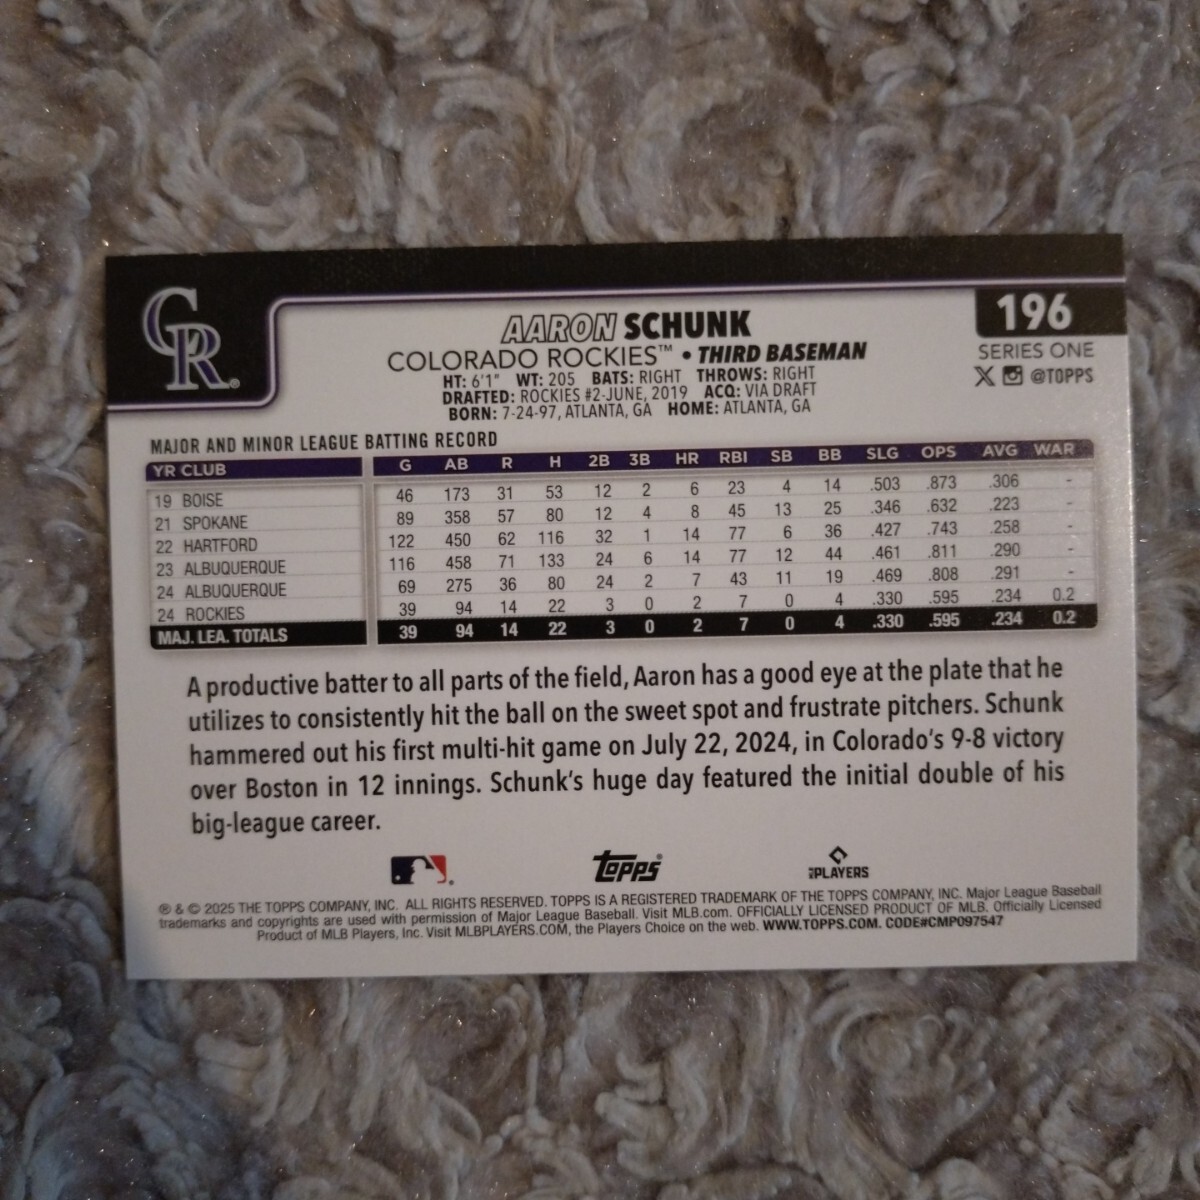 CR®
AARON SCHUNK
196
COLORADO ROCKIES™ • THIRD BASEMAN
SERIES ONE
HT: 6'1" WT: 205 BATS: RIGHT THROWS: RIGHT
X @TOPPS
DRAFTED: ROCKIES #2-JUNE, 2019 ACQ: VIA DRAFT
BORN: 7-24-97, ATLANTA, GA HOME: ATLANTA, GA
MAJOR AND MINOR LEAGUE BATTING RECORD
YR CLUB G AB R H 2B 3B HR RBI SB BB SLG OPS AVG WAR
19 BOISE 46 173 31 53 12 2 6 23 4 14 .503 .873 .306 -
21 SPOKANE 89 358 57 80 12 4 8 45 13 25 .346 .632 .223 -
22 HARTFORD 122 450 62 116 32 1 14 77 6 36 .427 .743 .258 -
23 ALBUQUERQUE 116 458 71 133 24 6 14 77 12 44 .461 .811 .290 -
24 ALBUQUERQUE 69 275 36 80 24 2 7 43 11 19 .469 .808 .291 -
24 ROCKIES 39 94 14 22 3 0 2 7 0 4 .330 .595 .234 0.2
MAJ. LEA. TOTALS 39 94 14 22 3 0 2 7 0 4 .330 .595 .234 0.2
A productive batter to all parts of the field, Aaron has a good eye at the plate that he
utilizes to consistently hit the ball on the sweet spot and frustrate pitchers. Schunk
hammered out his first multi-hit game on July 22, 2024, in Colorado's 9-8 victory
over Boston in 12 innings. Schunk's huge day featured the initial double of his
big-league career.
topps® PLAYERS
® & © 2025 THE TOPPS COMPANY, INC. ALL RIGHTS RESERVED. TOPPS IS A REGISTERED TRADEMARK OF THE TOPPS COMPANY, INC. Major League Baseball
trademarks and copyrights are used with permission of Major League Baseball. Visit MLB.com. OFFICIALLY LICENSED PRODUCT OF MLB. Officially Licensed
Product of MLB Players, Inc. Visit MLBPLAYERS.COM, the Players Choice on the web. WWW.TOPPS.COM. CODE#CMP097547